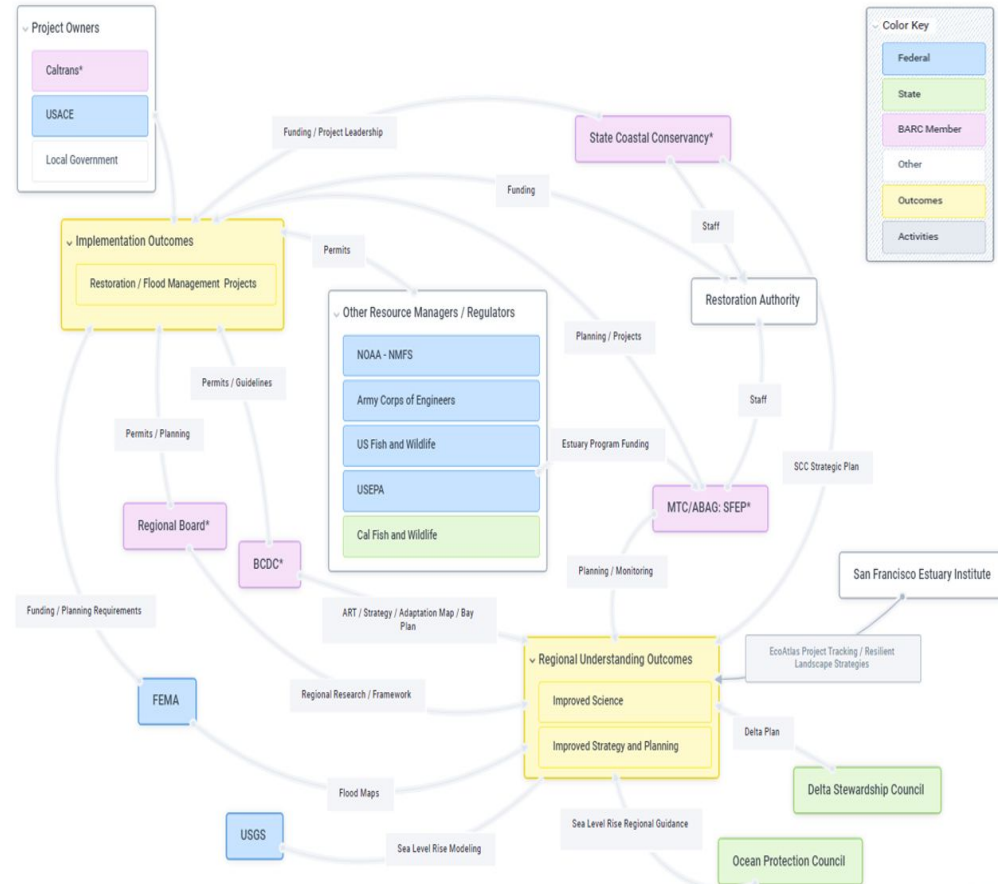 Project Owners
Caltrans*
USACE
Local Government
Color Key
Federal
State
BARC Member
Other
Outcomes
Activities
Funding / Project Leadership
State Coastal Conservancy*
Funding
Staff
Implementation Outcomes
Restoration / Flood Management Projects
Permits
Restoration Authority
Other Resource Managers / Regulators
NOAA - NMFS
Army Corps of Engineers
US Fish and Wildlife
USEPA
Cal Fish and Wildlife
Planning / Projects
Permits / Guidelines
Staff
Permits / Planning
Estuary Program Funding
SCC Strategic Plan
MTC/ABAG: SFEP*
Regional Board*
BCDC*
Planning / Monitoring
San Francisco Estuary Institute
Funding / Planning Requirements
ART / Strategy / Adaptation Map / Bay
Plan
EcoAtlas Project Tracking / Resilient
Landscape Strategies
Regional Understanding Outcomes
Improved Science
Improved Strategy and Planning
FEMA
Regional Research / Framework
Delta Plan
Flood Maps
Delta Stewardship Council
USGS
Sea Level Rise Modeling
Sea Level Rise Regional Guidance
Ocean Protection Council